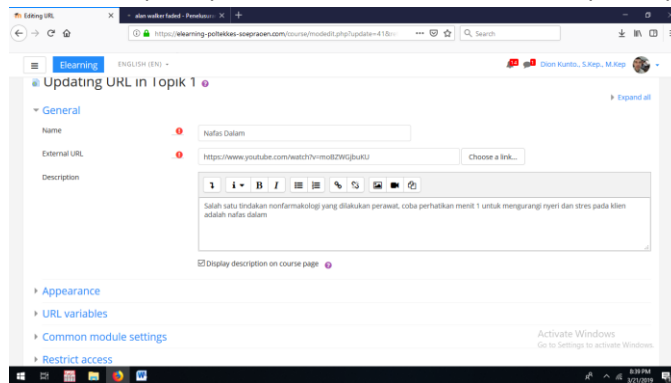 Editing URL
alan walker faded - Penelusura
https://elearning-poltekkes-soepraoen.com/course/modedit.php?update=418
Search
Elearning
ENGLISH (EN)
Dion Kunto., S.Kep., M.Kep
Updating URL in Topik 1
Expand all
General
Name
Nafas Dalam
External URL
https://www.youtube.com/watch?v=moBZWGjbuKU
Choose a link...
Description
Salah satu tindakan nonfarmakologi yang dilakukan perawat, coba perhatikan menit 1 untuk mengurangi nyeri dan stres pada klien
adalah nafas dalam
Display description on course page
Appearance
URL variables
Common module settings
Restrict access
Activate Windows
Go to Settings to activate Windows.
8:39 PM
3/21/2019